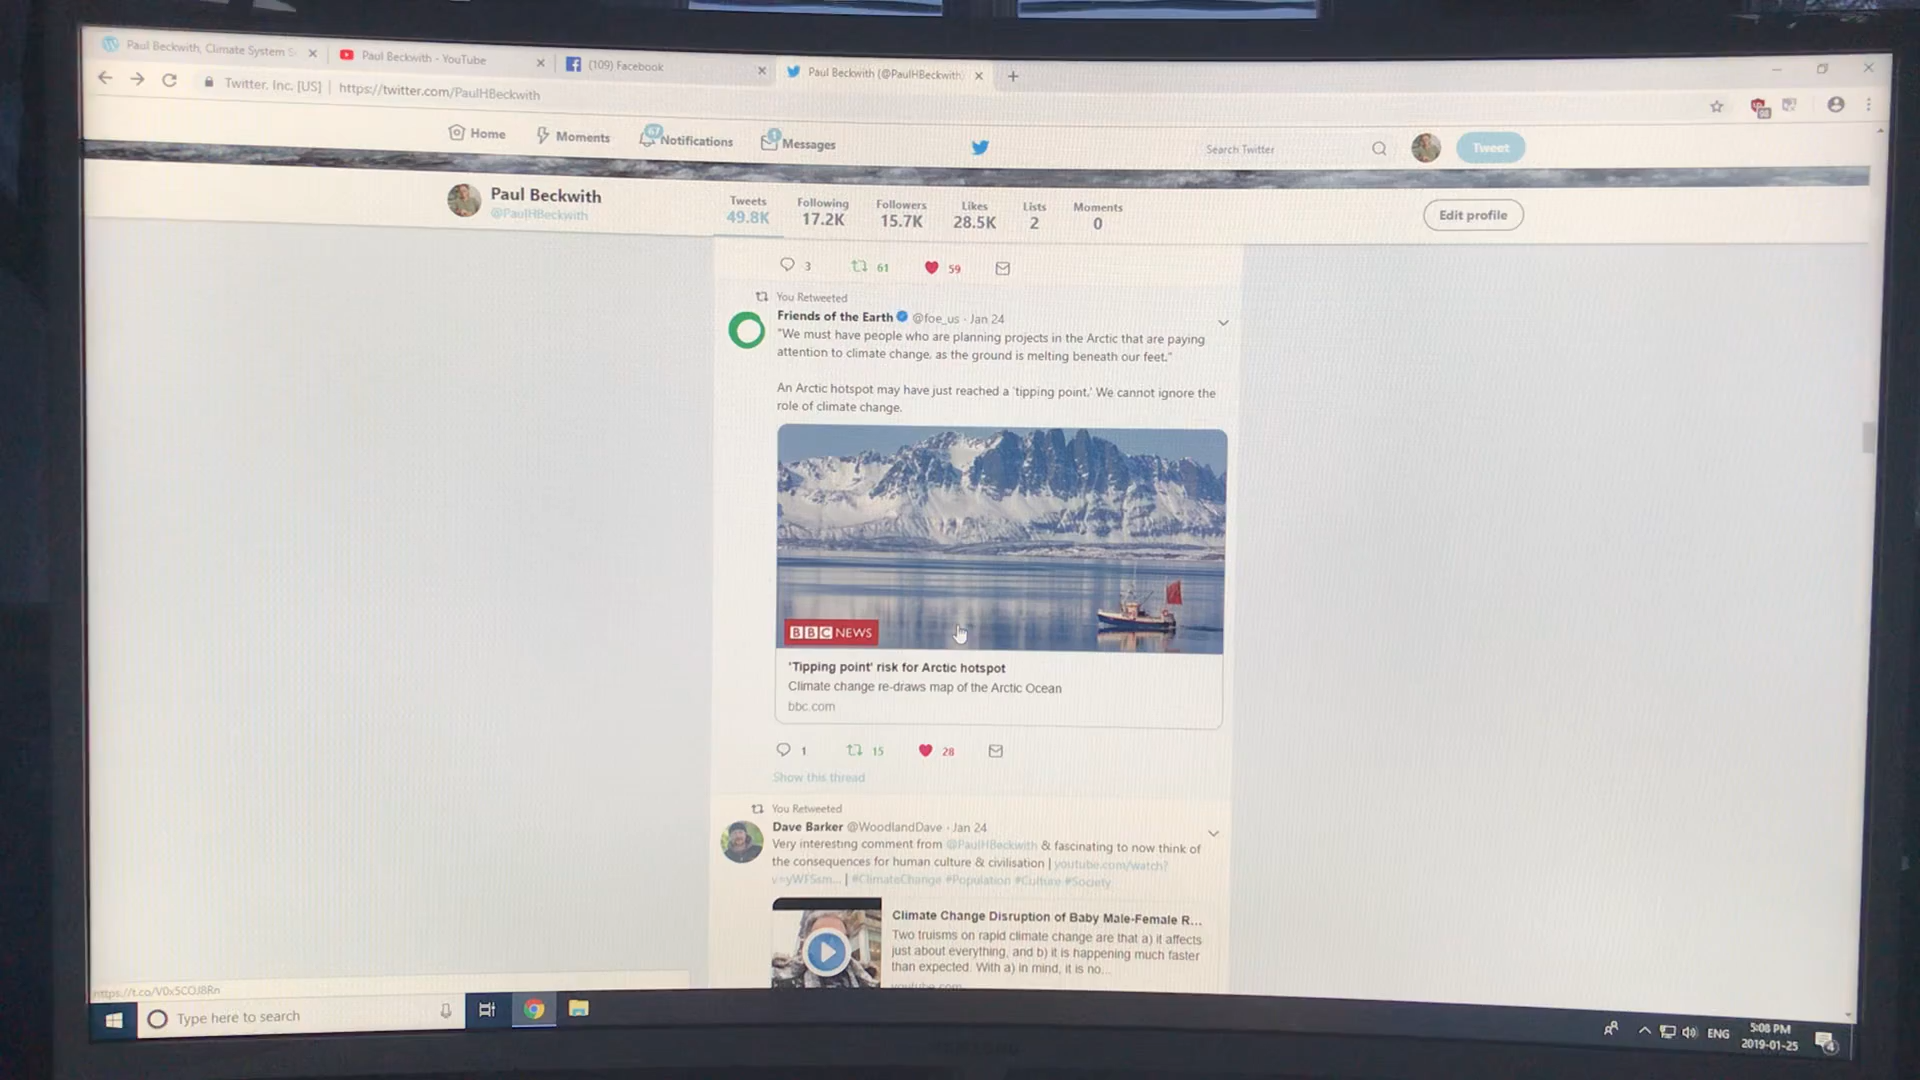 Paul Beckwith, Climate System S
Paul Beckwith - YouTube
(109) Facebook
Paul Beckwith (@PaulHBeckwith)
Twitter, Inc. [US] | https://twitter.com/PaulHBeckwith
Home
Moments
67
Notifications
1
Messages
Search Twitter
Tweet
Paul Beckwith
@PaulHBeckwith
Tweets
49.8K
Following
17.2K
Followers
15.7K
Likes
28.5K
Lists
2
Moments
0
Edit profile
3 61 59
You Retweeted
Friends of the Earth @foe_us · Jan 24
"We must have people who are planning projects in the Arctic that are paying
attention to climate change, as the ground is melting beneath our feet."
An Arctic hotspot may have just reached a 'tipping point.' We cannot ignore the
role of climate change.
BBC NEWS
'Tipping point' risk for Arctic hotspot
Climate change re-draws map of the Arctic Ocean
bbc.com
1 15 28
Show this thread
You Retweeted
Dave Barker @WoodlandDave · Jan 24
Very interesting comment from @PaulHBeckwith & fascinating to now think of
the consequences for human culture & civilisation | youtube.com/watch?
v=yWFSsm... | #ClimateChange #Population #Culture #Society
Climate Change Disruption of Baby Male-Female R...
Two truisms on rapid climate change are that a) it affects
just about everything, and b) it is happening much faster
than expected. With a) in mind, it is no...
youtube.com
https://t.co/V0x5COJ8Rn
Type here to search
ENG
5:08 PM
2019-01-25
4